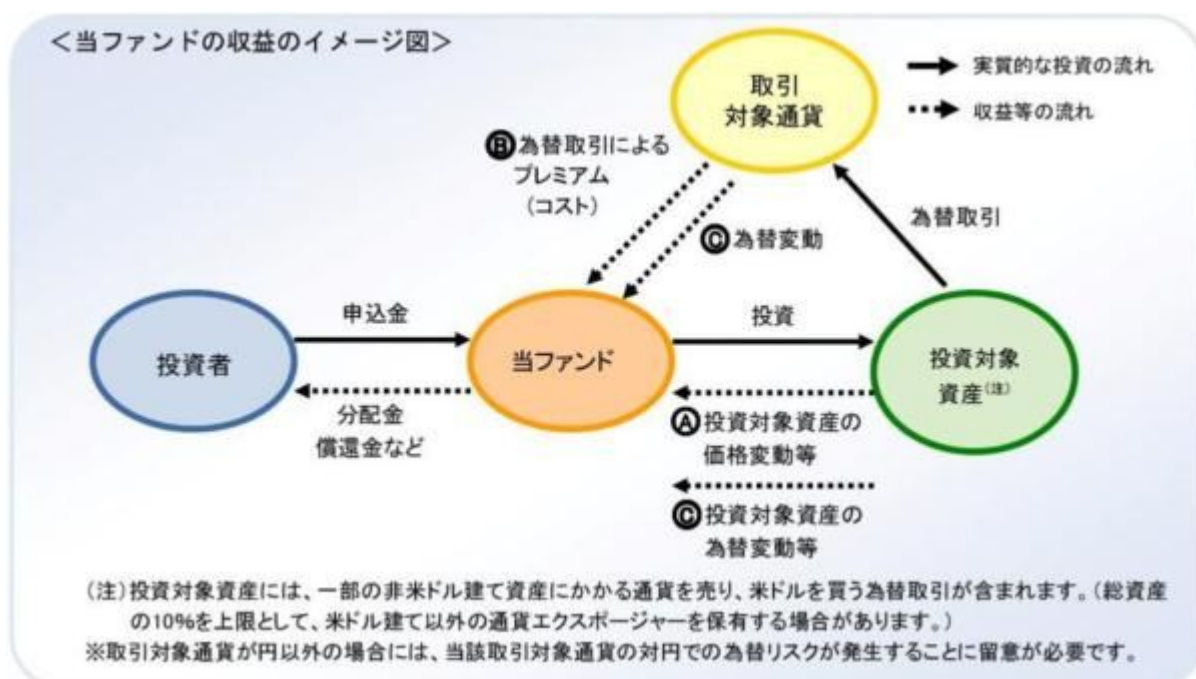 ＜当ファンドの収益のイメージ図＞
取引
対象通貨
実質的な投資の流れ
収益等の流れ
Ⓑ為替取引による
プレミアム
（コスト）
Ⓒ為替変動
為替取引
投資者
申込金
分配金
償還金など
当ファンド
投資
投資対象
資産（注）
Ⓐ投資対象資産の
価格変動等
Ⓒ投資対象資産の
為替変動等
（注）投資対象資産には、一部の非米ドル建て資産にかかる通貨を売り、米ドルを買う為替取引が含まれます。（総資産
の10%を上限として、米ドル建て以外の通貨エクスポージャーを保有する場合があります。）
※取引対象通貨が円以外の場合には、当該取引対象通貨の対円での為替リスクが発生することに留意が必要です。